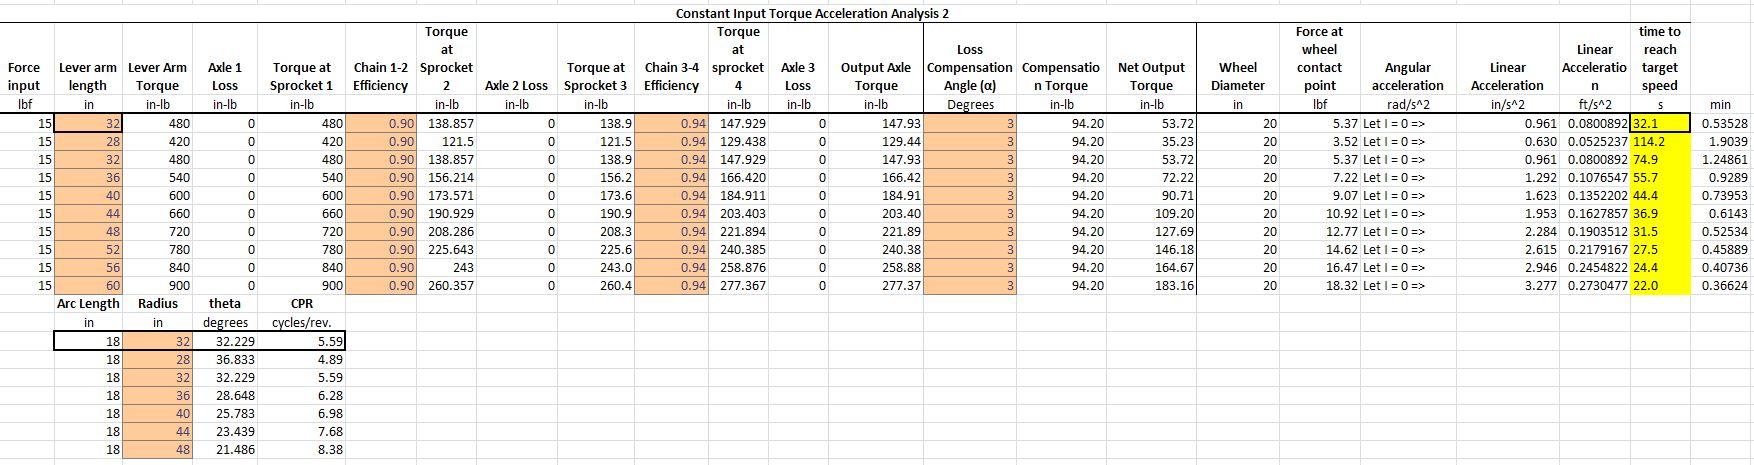 Constant Input Torque Acceleration Analysis 2
Force input Lever arm length Lever Arm Torque Axle 1 Loss Torque at Sprocket 1 Chain 1-2 Efficiency Torque at Sprocket 2 Axle 2 Loss Torque at Sprocket 3 Chain 3-4 Efficiency Torque at sprocket 4 Axle 3 Loss Output Axle Torque Loss Compensation Angle (α) Compensatio n Torque Net Output Torque Wheel Diameter Force at wheel contact point Angular acceleration Linear Acceleration Linear Acceleratio n time to reach target speed
lbf in in-lb in-lb in-lb in-lb in-lb in-lb in-lb in-lb in-lb Degrees in-lb in-lb in lbf rad/s^2 in/s^2 ft/s^2 s min
15 32 480 0 480 0.90 138.857 0 138.9 0.94 147.929 0 147.93 3 94.20 53.72 20 5.37 Let I = 0 => 0.961 0.0800892 32.1 0.53528
15 28 420 0 420 0.90 121.5 0 121.5 0.94 129.438 0 129.44 3 94.20 35.23 20 3.52 Let I = 0 => 0.630 0.0525237 114.2 1.9039
15 32 480 0 480 0.90 138.857 0 138.9 0.94 147.929 0 147.93 3 94.20 53.72 20 5.37 Let I = 0 => 0.961 0.0800892 74.9 1.24861
15 36 540 0 540 0.90 156.214 0 156.2 0.94 166.420 0 166.42 3 94.20 72.22 20 7.22 Let I = 0 => 1.292 0.1076547 55.7 0.9289
15 40 600 0 600 0.90 173.571 0 173.6 0.94 184.911 0 184.91 3 94.20 90.71 20 9.07 Let I = 0 => 1.623 0.1352202 44.4 0.73953
15 44 660 0 660 0.90 190.929 0 190.9 0.94 203.403 0 203.40 3 94.20 109.20 20 10.92 Let I = 0 => 1.953 0.1627857 36.9 0.6143
15 48 720 0 720 0.90 208.286 0 208.3 0.94 221.894 0 221.89 3 94.20 127.69 20 12.77 Let I = 0 => 2.284 0.1903512 31.5 0.52534
15 52 780 0 780 0.90 225.643 0 225.6 0.94 240.385 0 240.38 3 94.20 146.18 20 14.62 Let I = 0 => 2.615 0.2179167 27.5 0.45889
15 56 840 0 840 0.90 243 0 243.0 0.94 258.876 0 258.88 3 94.20 164.67 20 16.47 Let I = 0 => 2.946 0.2454822 24.4 0.40736
15 60 900 0 900 0.90 260.357 0 260.4 0.94 277.367 0 277.37 3 94.20 183.16 20 18.32 Let I = 0 => 3.277 0.2730477 22.0 0.36624
Arc Length Radius theta CPR
in in degrees cycles/rev.
18 32 32.229 5.59
18 28 36.833 4.89
18 32 32.229 5.59
18 36 28.648 6.28
18 40 25.783 6.98
18 44 23.439 7.68
18 48 21.486 8.38